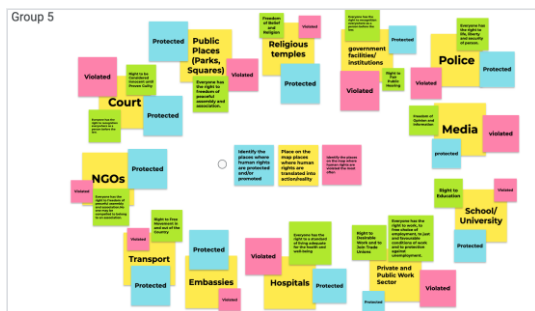 Group 5
Public
Places
(Parks,
Squares)
Protected
Violated
Everyone has
the right to
freedom of
peaceful
assembly and
association.
Freedom of
Belief and
Religion
Violated
Religious
temples
Protected
Protected
government
facilities/
institutions
Violated
Right to
Fair
Hearing
Everyone has
the right to
life, liberty
and security
of person.
Police
Protected
Violated
Violated
Right to be
considered
Innocent until
Proven Guilty
Court
Protected
Freedom of
Opinion and
Information
Media
Violated
protected
Protected
NGOs
Violated
Identify the
places where
human rights
are protected
and/or
promoted
Place on the
map places
where human
rights are
translated into
action/reality
Identify the places
on the map where
human rights are
violated the most
often.
Right to
Education
Violated
School/
University
Protected
Right to Free
Movement in
and out of the
Country
Violated
Transport
Protected
Protected
Embassies
Violated
Everyone has the
right to a standard
of living adequate
for the health and
well-being
Violated
Hospitals
Protected
Right to
Desirable
Work and to
Join Trade
Unions
Everyone has the
right to work, to
free choice of
employment, to just
and favourable
conditions of work
and to protection
against
unemployment.
Private and
Public Work
Sector
Protected
Violated